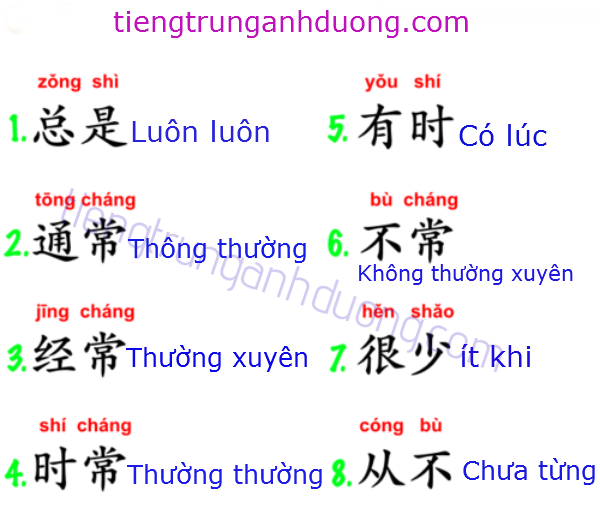 tiengtrunganhduong.com
zǒng shì
1. 总是 Luôn luôn
tōng cháng
2. 通常 Thông thường
jīng cháng
3. 经常 Thường xuyên
shí cháng
4. 时常 Thường thường
yǒu shí
5. 有时 Có lúc
bù cháng
6. 不常
Không thường xuyên
hěn shǎo
7. 很少 ít khi
cóng bù
8. 从不 Chưa từng
tiengtrunganhduong.com